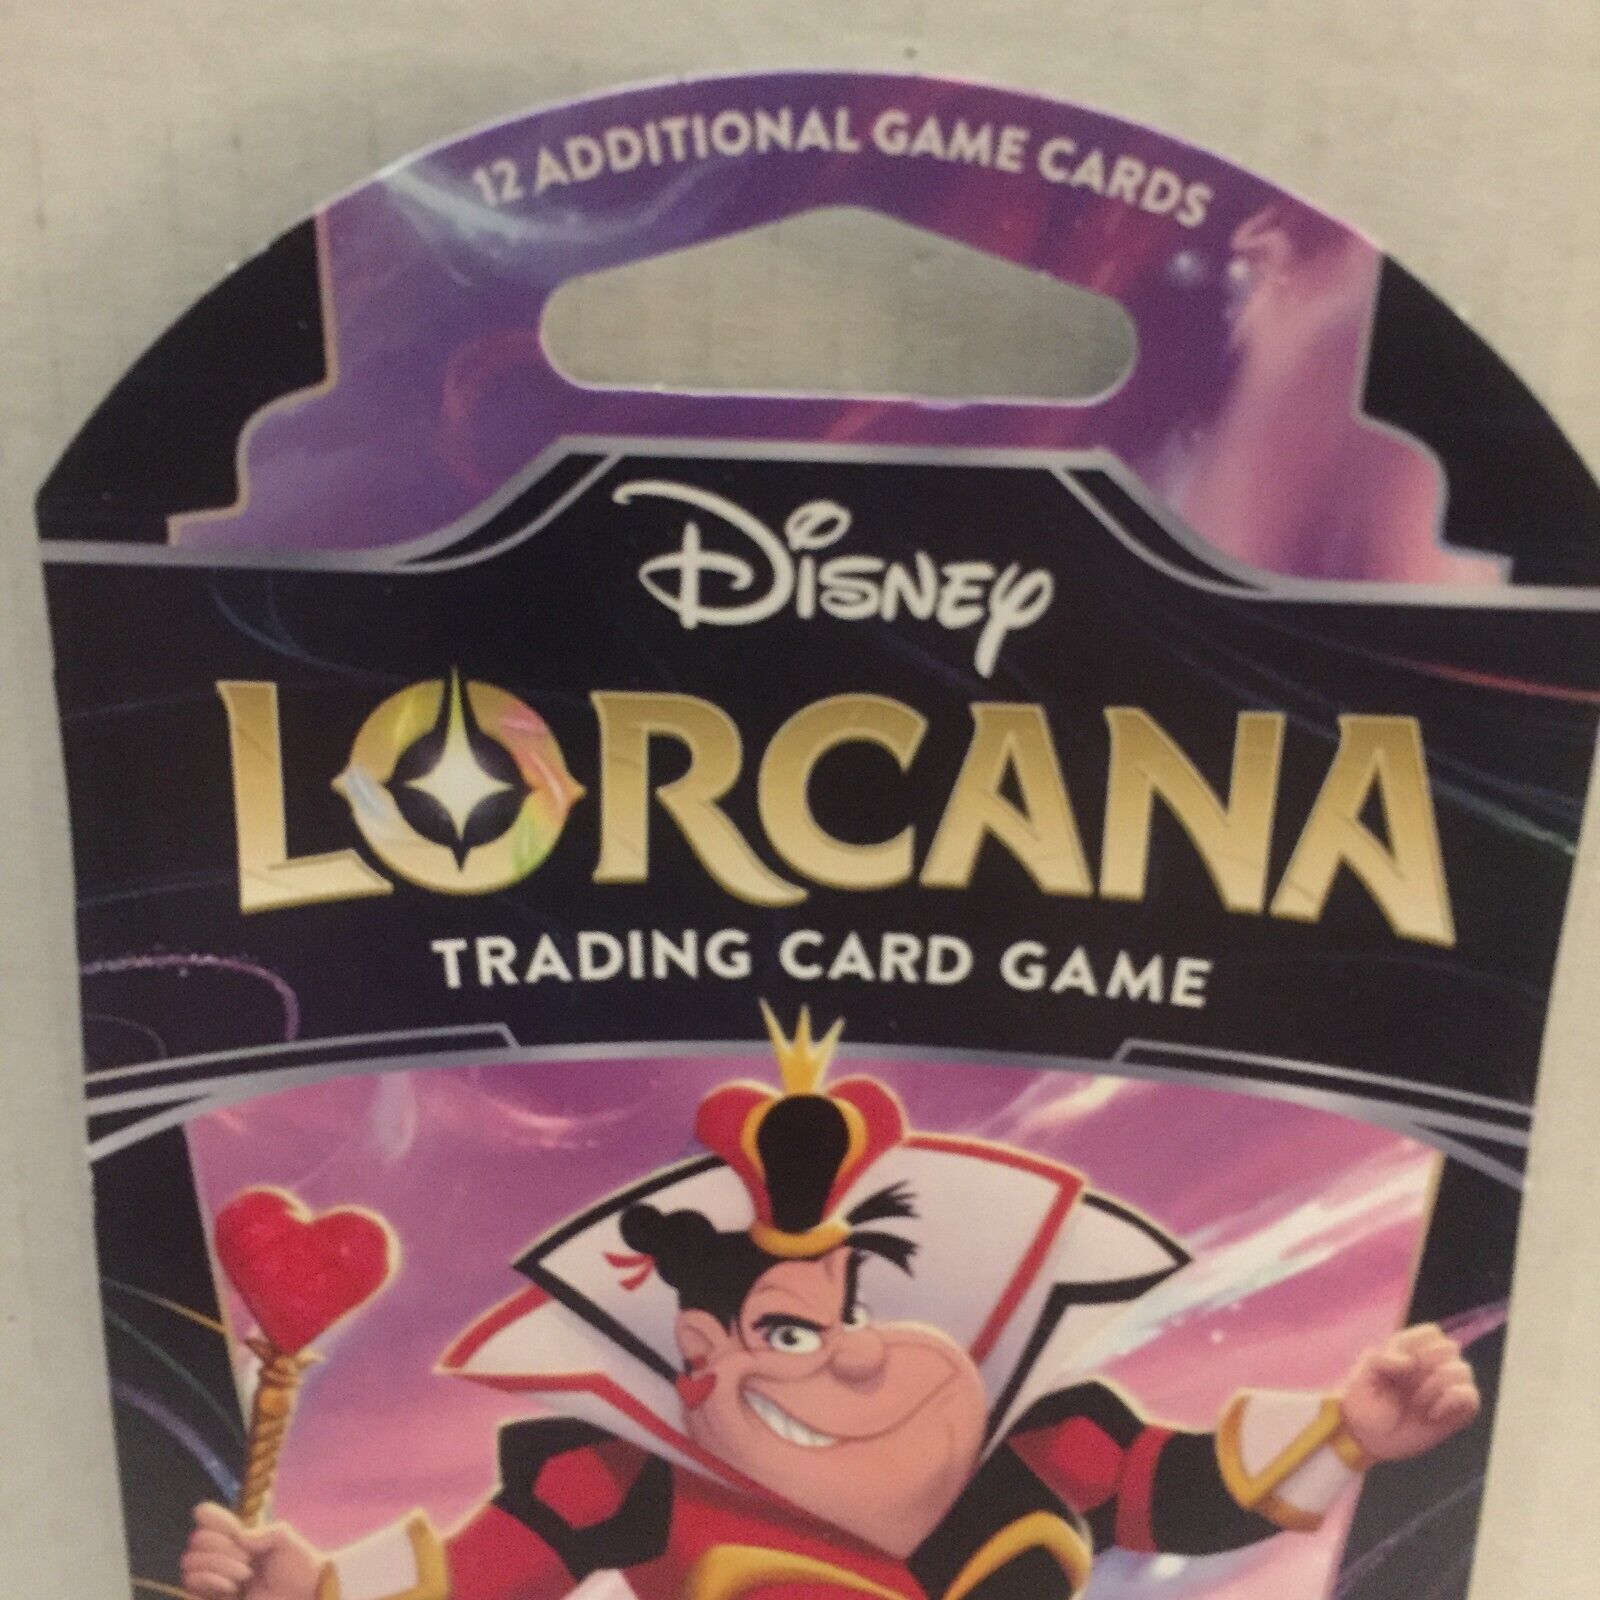 12 ADDITIONAL GAME CARDS
Disney
LORCANA
TRADING CARD GAME